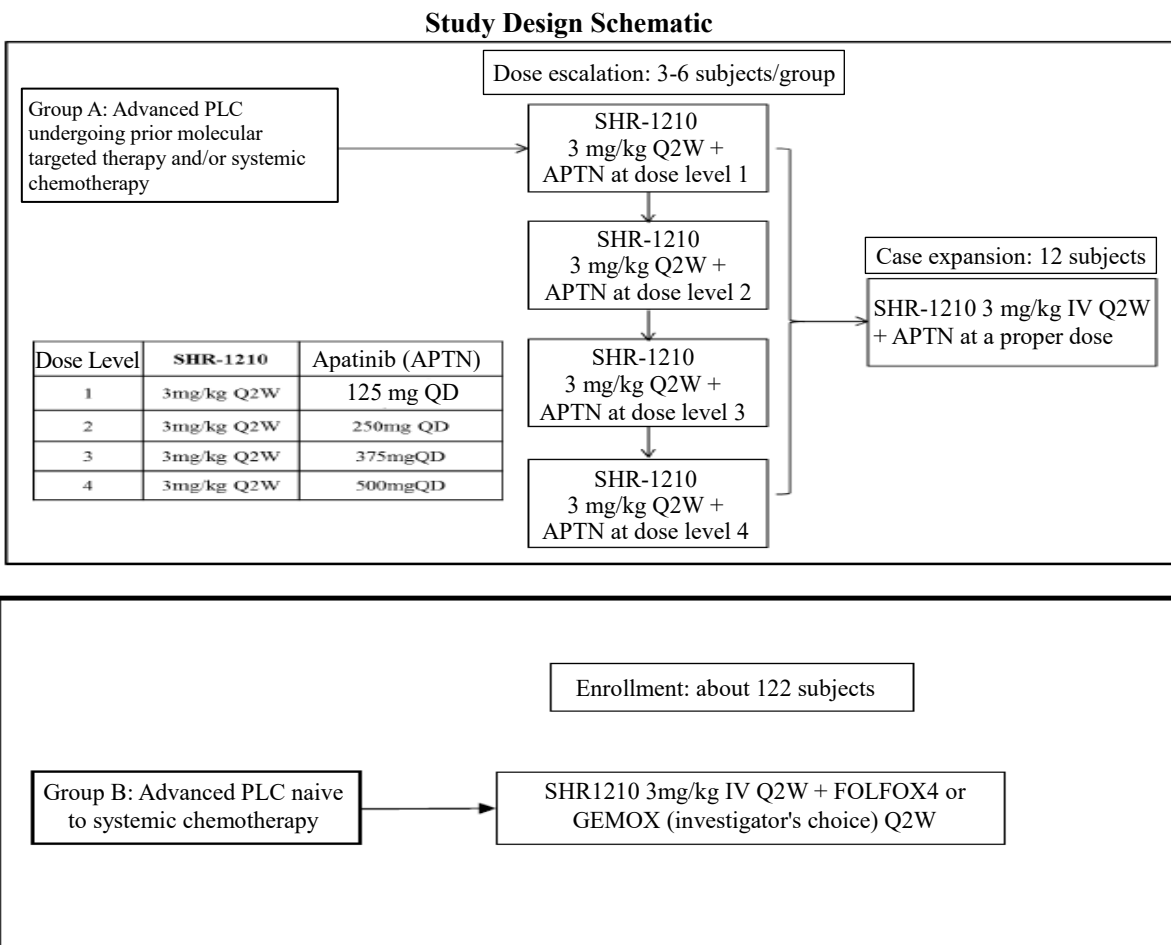 Study Design Schematic
Dose escalation: 3-6 subjects/group
Group A: Advanced PLC
undergoing prior molecular
targeted therapy and/or systemic
chemotherapy
SHR-1210
3 mg/kg Q2W +
APTN at dose level 1
SHR-1210
3 mg/kg Q2W +
APTN at dose level 2
Case expansion: 12 subjects
SHR-1210 3 mg/kg IV Q2W
+ APTN at a proper dose
SHR-1210
3 mg/kg Q2W +
APTN at dose level 3
SHR-1210
3 mg/kg Q2W +
APTN at dose level 4
Dose Level SHR-1210 Apatinib (APTN)
1 3mg/kg Q2W 125 mg QD
2 3mg/kg Q2W 250mg QD
3 3mg/kg Q2W 375mgQD
4 3mg/kg Q2W 500mgQD
Enrollment: about 122 subjects
Group B: Advanced PLC naive
to systemic chemotherapy
SHR1210 3mg/kg IV Q2W + FOLFOX4 or
GEMOX (investigator's choice) Q2W